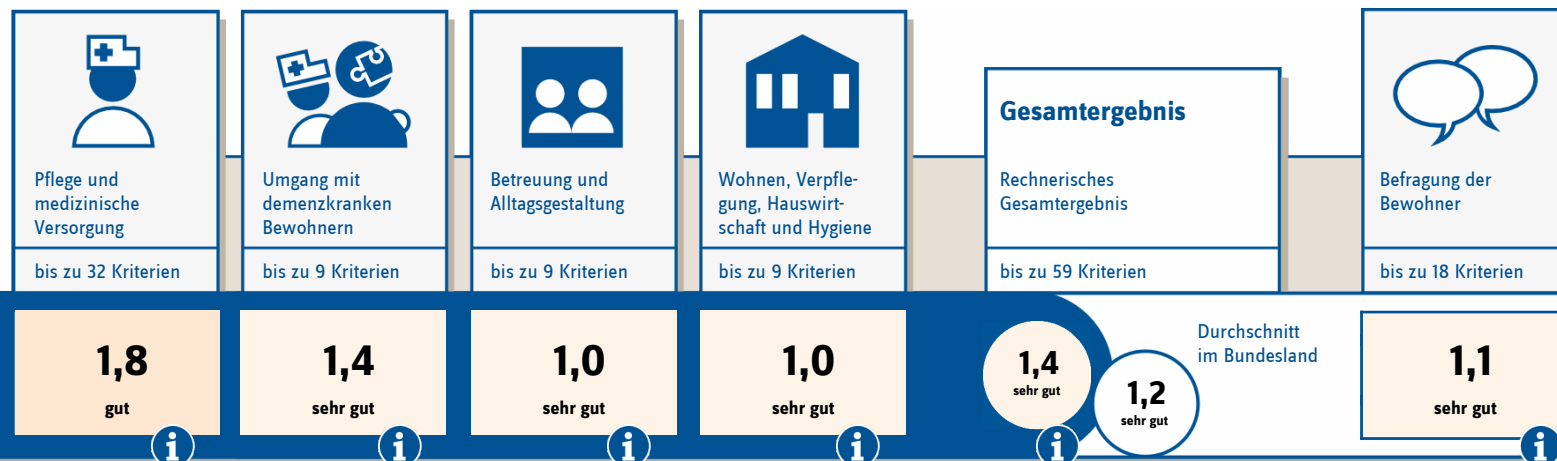 Pflege und
medizinische
Versorgung
bis zu 32 Kriterien
1,8
gut
i
Umgang mit
demenzkranken
Bewohnern
bis zu 9 Kriterien
1,4
sehr gut
i
Betreuung und
Alltagsgestaltung
bis zu 9 Kriterien
1,0
sehr gut
i
Wohnen, Verpfle-
gung, Hauswirt-
schaft und Hygiene
bis zu 9 Kriterien
1,0
sehr gut
i
Gesamtergebnis
Rechnerisches
Gesamtergebnis
bis zu 59 Kriterien
1,4
sehr gut
i
1,2
sehr gut
Durchschnitt
im Bundesland
Befragung der
Bewohner
bis zu 18 Kriterien
1,1
sehr gut
i